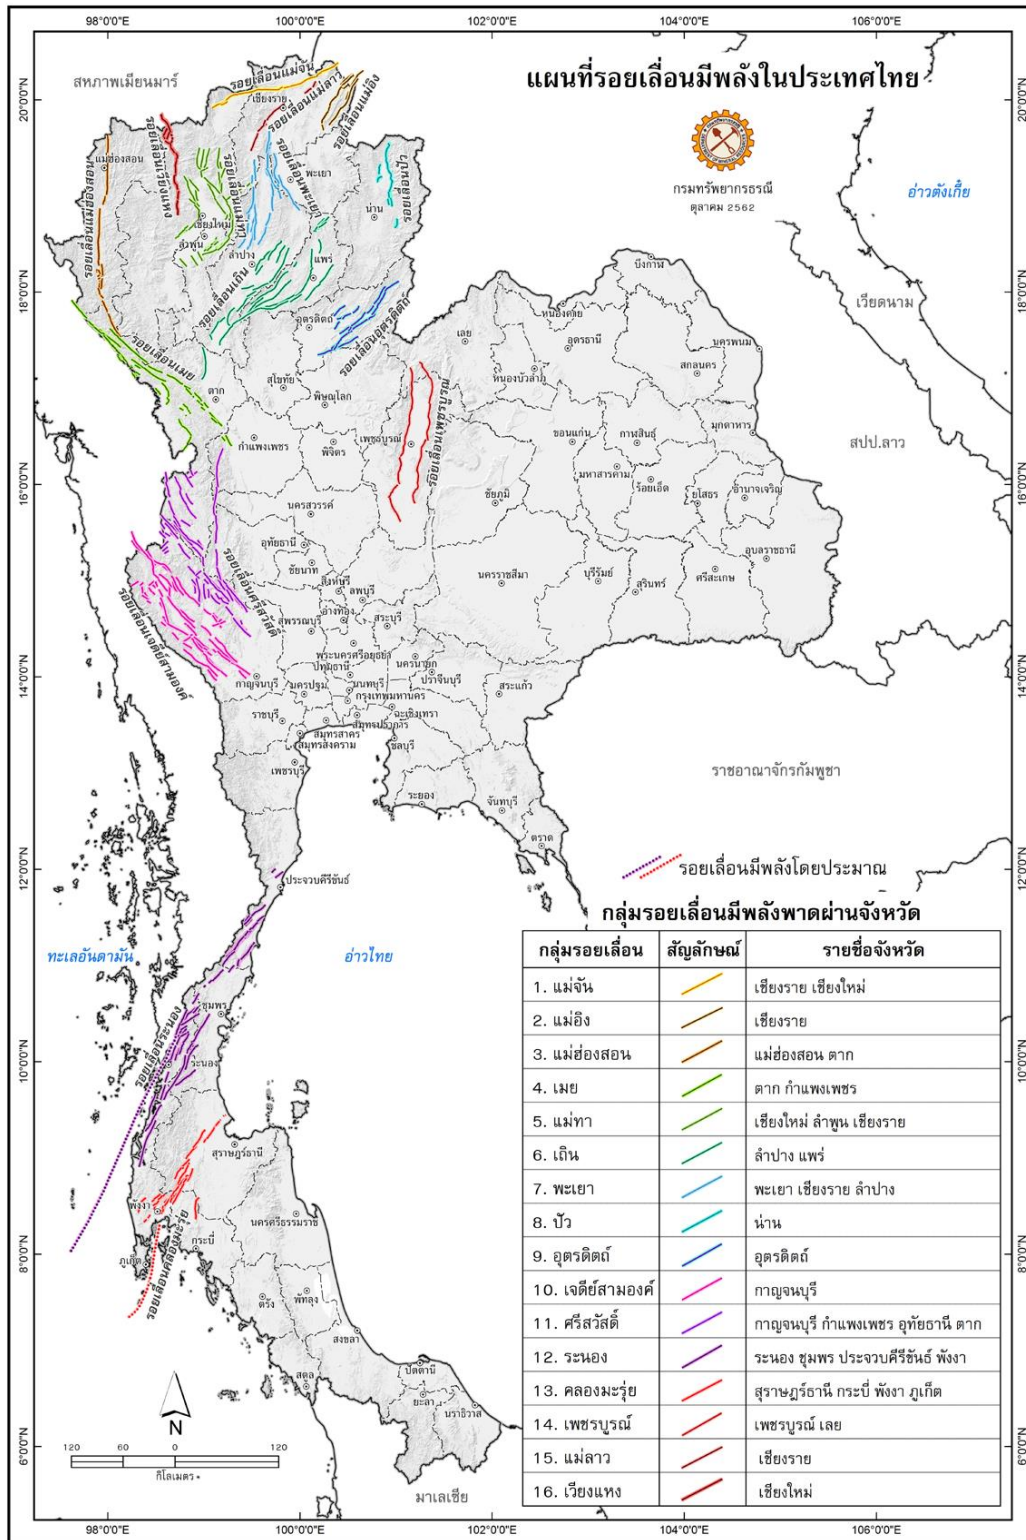 98°0'0"E 100°0'0"E 102°0'0"E 104°0'0"E 106°0'0"E
แผนที่รอยเลื่อนมีพลังในประเทศไทย
กรมทรัพยากรธรณี
ตุลาคม 2562
สหภาพเมียนมาร์
อ่าวตังเกี๋ย
เวียดนาม
สปป.ลาว
ราชอาณาจักรกัมพูชา
ทะเลอันดามัน
อ่าวไทย
มาเลเซีย
20°0'0"N 20°0'0"N
18°0'0"N 18°0'0"N
16°0'0"N 16°0'0"N
14°0'0"N 14°0'0"N
12°0'0"N 12°0'0"N
10°0'0"N 10°0'0"N
8°0'0"N 8°0'0"N
6°0'0"N 6°0'0"N
รอยเลื่อนแม่จัน
รอยเลื่อนแม่ลาว
รอยเลื่อนแม่อิง
รอยเลื่อนเวียงแหง
รอยเลื่อนแม่ฮ่องสอน
รอยเลื่อนแม่ทา
รอยเลื่อนพะเยา
รอยเลื่อนปัว
รอยเลื่อนเถิน
รอยเลื่อนอุตรดิตถ์
รอยเลื่อนเมย
รอยเลื่อนเพชรบูรณ์
รอยเลื่อนศรีสวัสดิ์
รอยเลื่อนเจดีย์สามองค์
รอยเลื่อนระนอง
รอยเลื่อนคลองมะรุ่ย
เชียงราย
แม่ฮ่องสอน
พะเยา
น่าน
เชียงใหม่
ลำพูน
ลำปาง
แพร่
อุตรดิตถ์
บึงกาฬ
หนองคาย
เลย
อุดรธานี
นครพนม
สกลนคร
หนองบัวลำภู
สุโขทัย
ตาก
พิษณุโลก
มุกดาหาร
กำแพงเพชร
พิจิตร
เพชรบูรณ์
ขอนแก่น
กาฬสินธุ์
มหาสารคาม
ร้อยเอ็ด
ยโสธร
อำนาจเจริญ
ชัยภูมิ
นครสวรรค์
อุทัยธานี
ชัยนาท
อุบลราชธานี
นครราชสีมา
บุรีรัมย์
สุรินทร์
ศรีสะเกษ
สิงห์บุรี
ลพบุรี
อ่างทอง
สุพรรณบุรี
สระบุรี
พระนครศรีอยุธยา
ปทุมธานี
นครนายก
ปราจีนบุรี
กาญจนบุรี
นครปฐม
นนทบุรี
สระแก้ว
กรุงเทพมหานคร
ฉะเชิงเทรา
ราชบุรี
สมุทรปราการ
สมุทรสาคร
สมุทรสงคราม
ชลบุรี
เพชรบุรี
ระยอง
จันทบุรี
ตราด
ประจวบคีรีขันธ์
ชุมพร
ระนอง
สุราษฎร์ธานี
พังงา
นครศรีธรรมราช
ภูเก็ต
กระบี่
ตรัง
พัทลุง
สงขลา
สตูล
ปัตตานี
ยะลา
นราธิวาส
N
120 60 0 120
กิโลเมตร
รอยเลื่อนมีพลังโดยประมาณ
กลุ่มรอยเลื่อนมีพลังพาดผ่านจังหวัด
กลุ่มรอยเลื่อน สัญลักษณ์ รายชื่อจังหวัด
1. แม่จัน เชียงราย เชียงใหม่
2. แม่อิง เชียงราย
3. แม่ฮ่องสอน แม่ฮ่องสอน ตาก
4. เมย ตาก กำแพงเพชร
5. แม่ทา เชียงใหม่ ลำพูน เชียงราย
6. เถิน ลำปาง แพร่
7. พะเยา พะเยา เชียงราย ลำปาง
8. ปัว น่าน
9. อุตรดิตถ์ อุตรดิตถ์
10. เจดีย์สามองค์ กาญจนบุรี
11. ศรีสวัสดิ์ กาญจนบุรี กำแพงเพชร อุทัยธานี ตาก
12. ระนอง ระนอง ชุมพร ประจวบคีรีขันธ์ พังงา
13. คลองมะรุ่ย สุราษฎร์ธานี กระบี่ พังงา ภูเก็ต
14. เพชรบูรณ์ เพชรบูรณ์ เลย
15. แม่ลาว เชียงราย
16. เวียงแหง เชียงใหม่
98°0'0"E 100°0'0"E 102°0'0"E 104°0'0"E 106°0'0"E